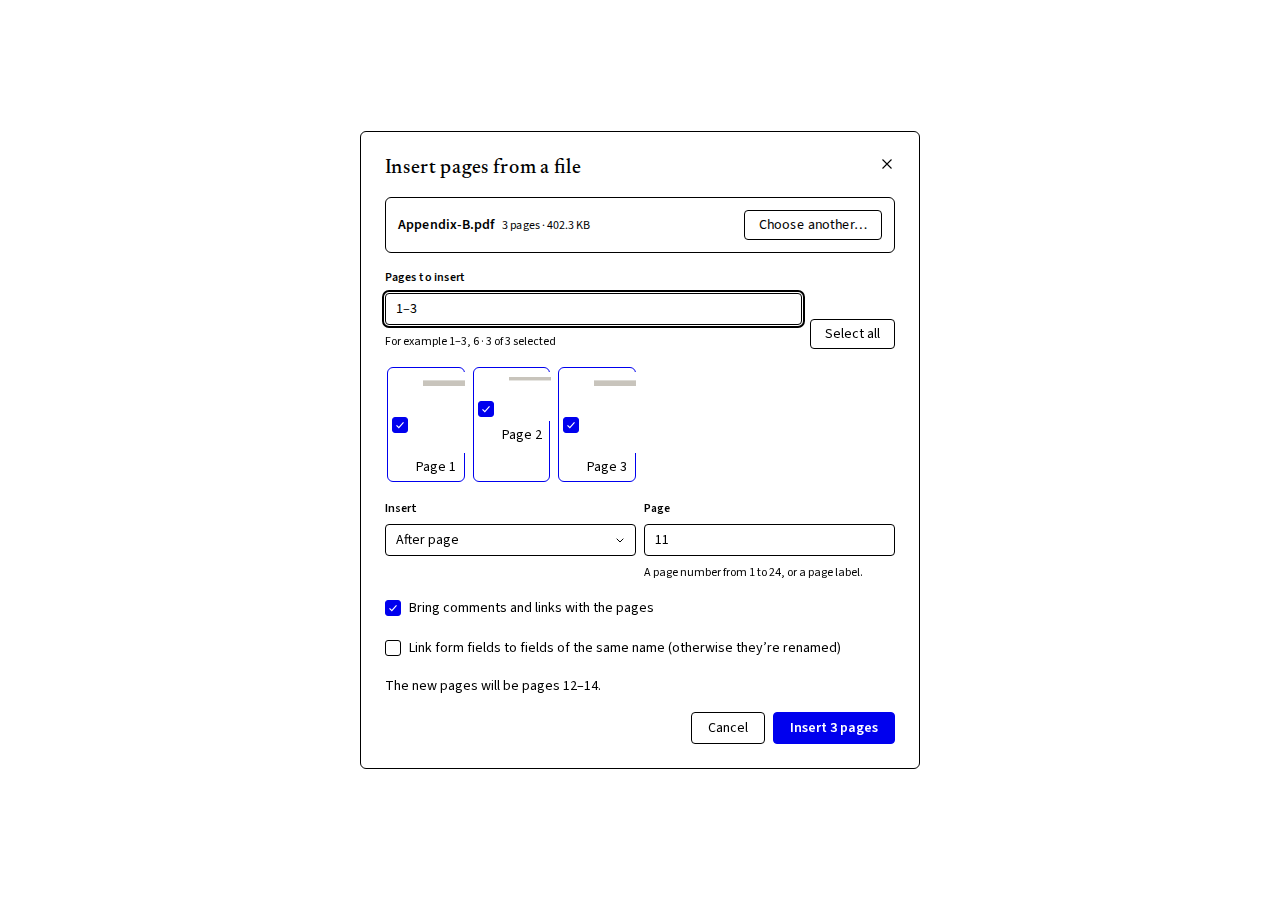 Insert pages from a file
Appendix-B.pdf 3 pages · 402.3 KB Choose another…
Pages to insert
1–3
For example 1–3, 6 · 3 of 3 selected
Select all
Page 1
Page 2
Page 3
Insert
After page
Page
11
A page number from 1 to 24, or a page label.
Bring comments and links with the pages
Link form fields to fields of the same name (otherwise they’re renamed)
The new pages will be pages 12–14.
Cancel
Insert 3 pages